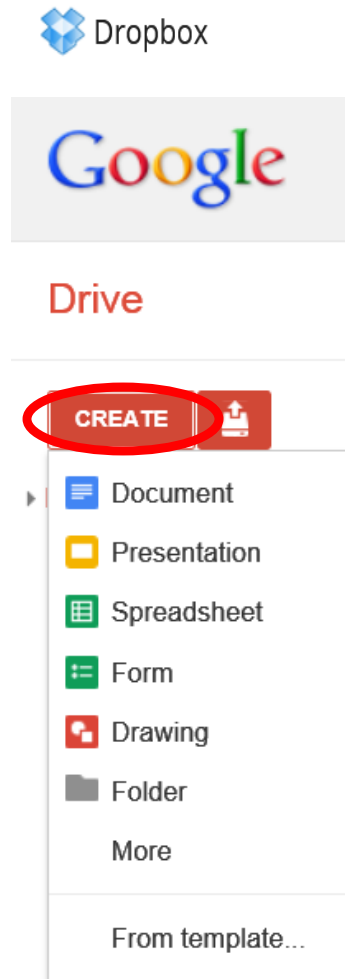 Dropbox
Google
Drive
CREATE
Document
Presentation
Spreadsheet
Form
Drawing
Folder
More
From template...